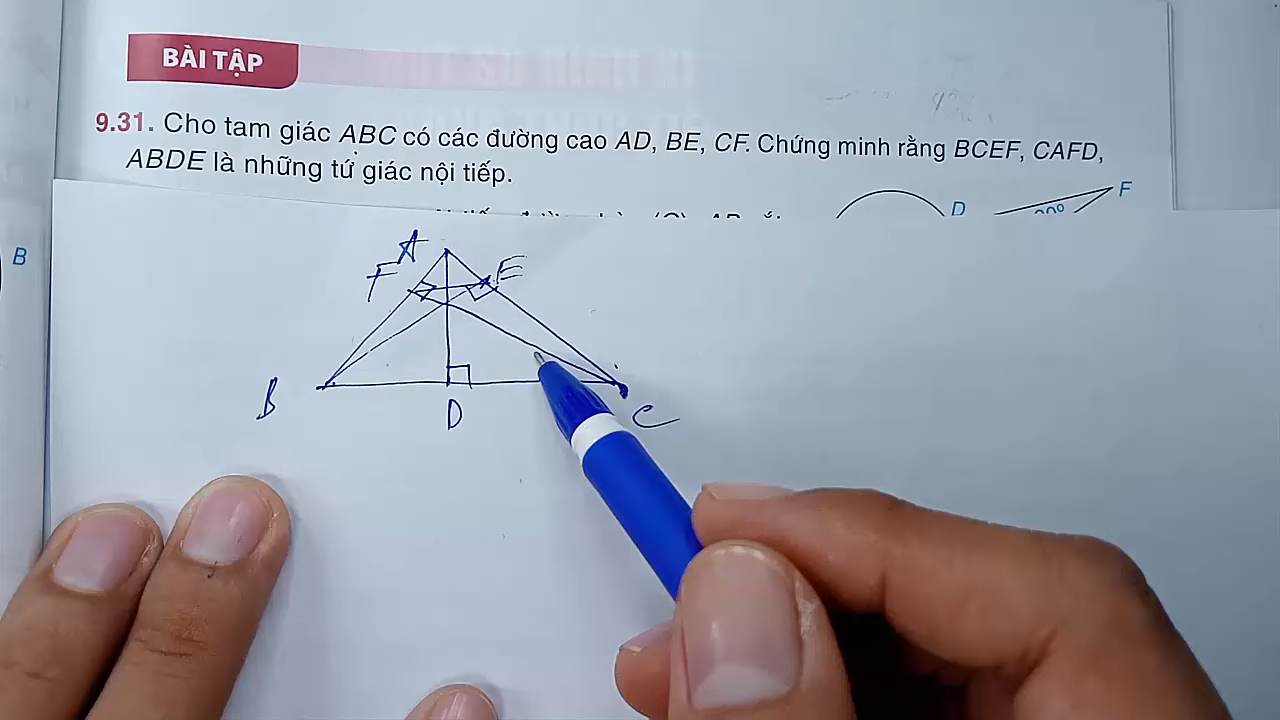 BÀI TẬP
9.31. Cho tam giác ABC có các đường cao AD, BE, CF. Chứng minh rằng BCEF, CAFD,
ABDE là những tứ giác nội tiếp.
D
F
B
A
F
E
B
D
C